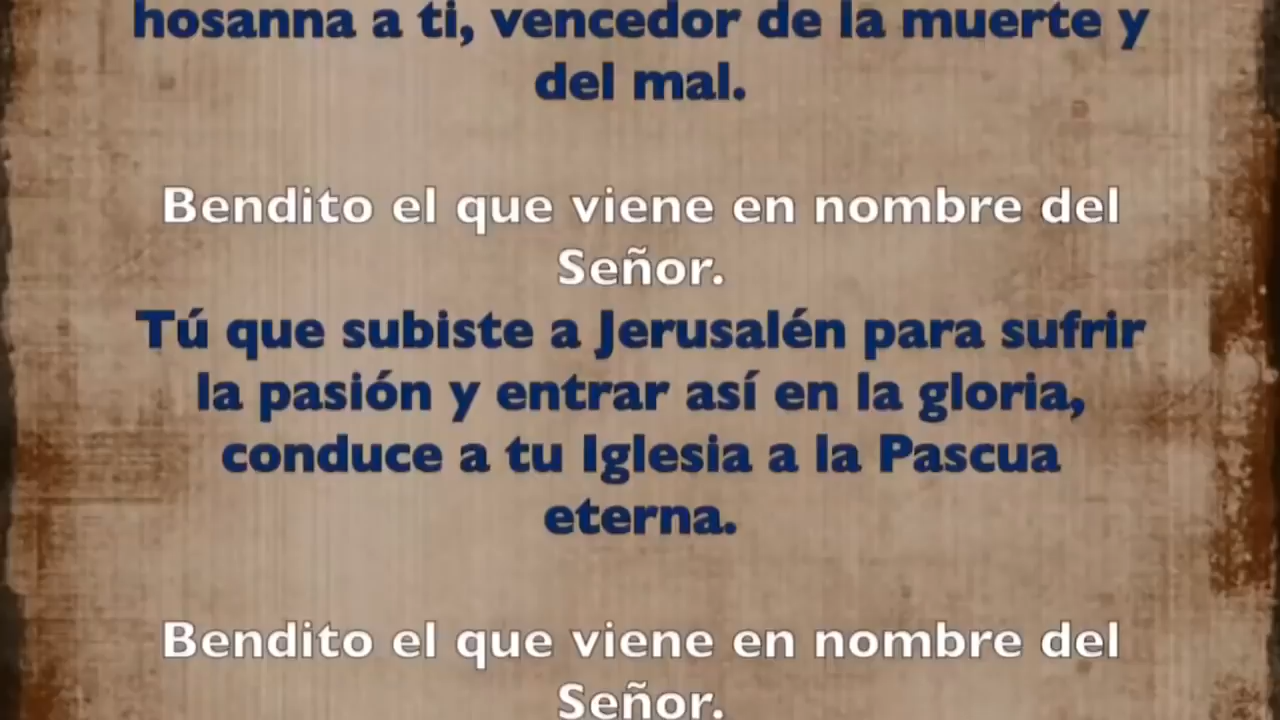 hosanna a ti, vencedor de la muerte y
del mal.
Bendito el que viene en nombre del
Señor.
Tú que subiste a Jerusalén para sufrir
la pasión y entrar así en la gloria,
conduce a tu Iglesia a la Pascua
eterna.
Bendito el que viene en nombre del
Señor.